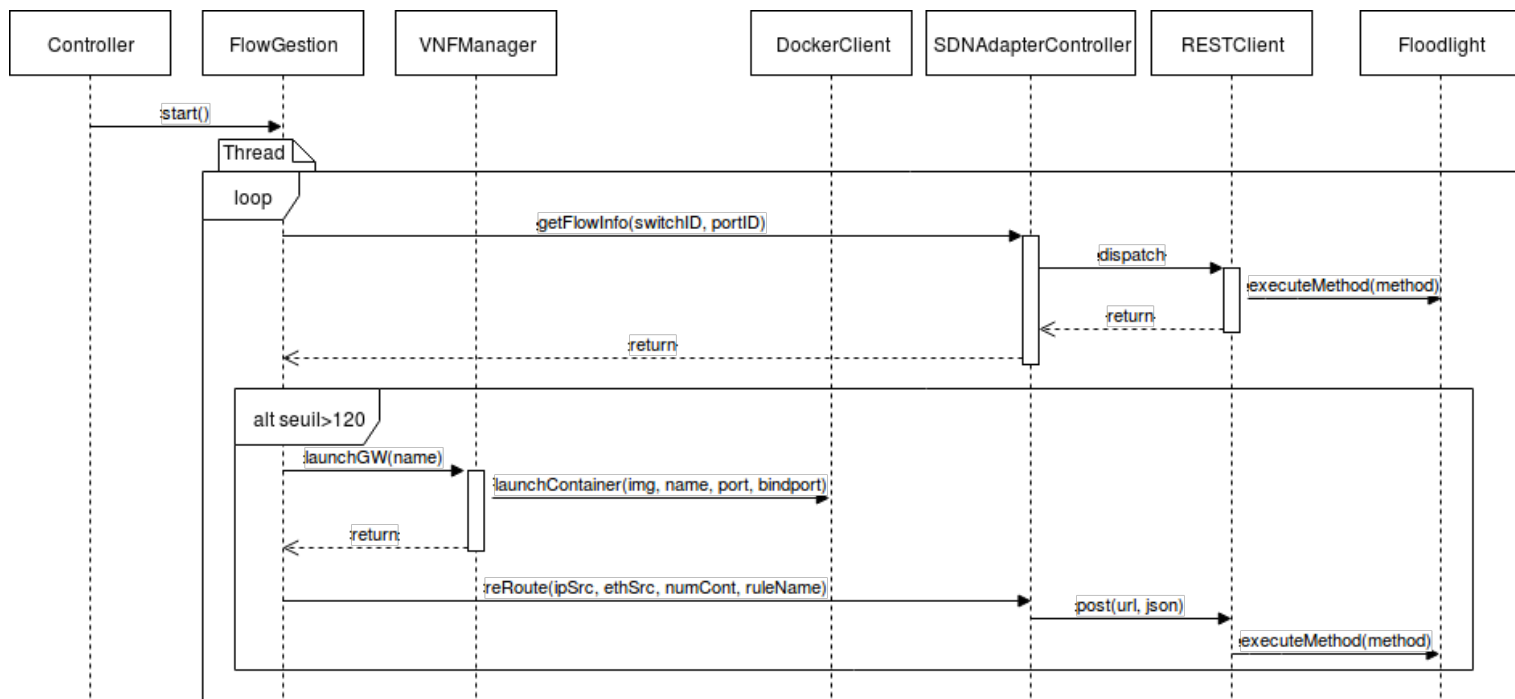 Controller
FlowGestion
VNFManager
DockerClient
SDNAdapterController
RESTClient
Floodlight
start()
Thread
loop
getFlowInfo(switchID, portID)
dispatch
executeMethod(method)
return
return
alt seuil>120
launchGW(name)
launchContainer(img, name, port, bindport)
return
reRoute(ipSrc, ethSrc, numCont, ruleName)
post(url, json)
executeMethod(method)